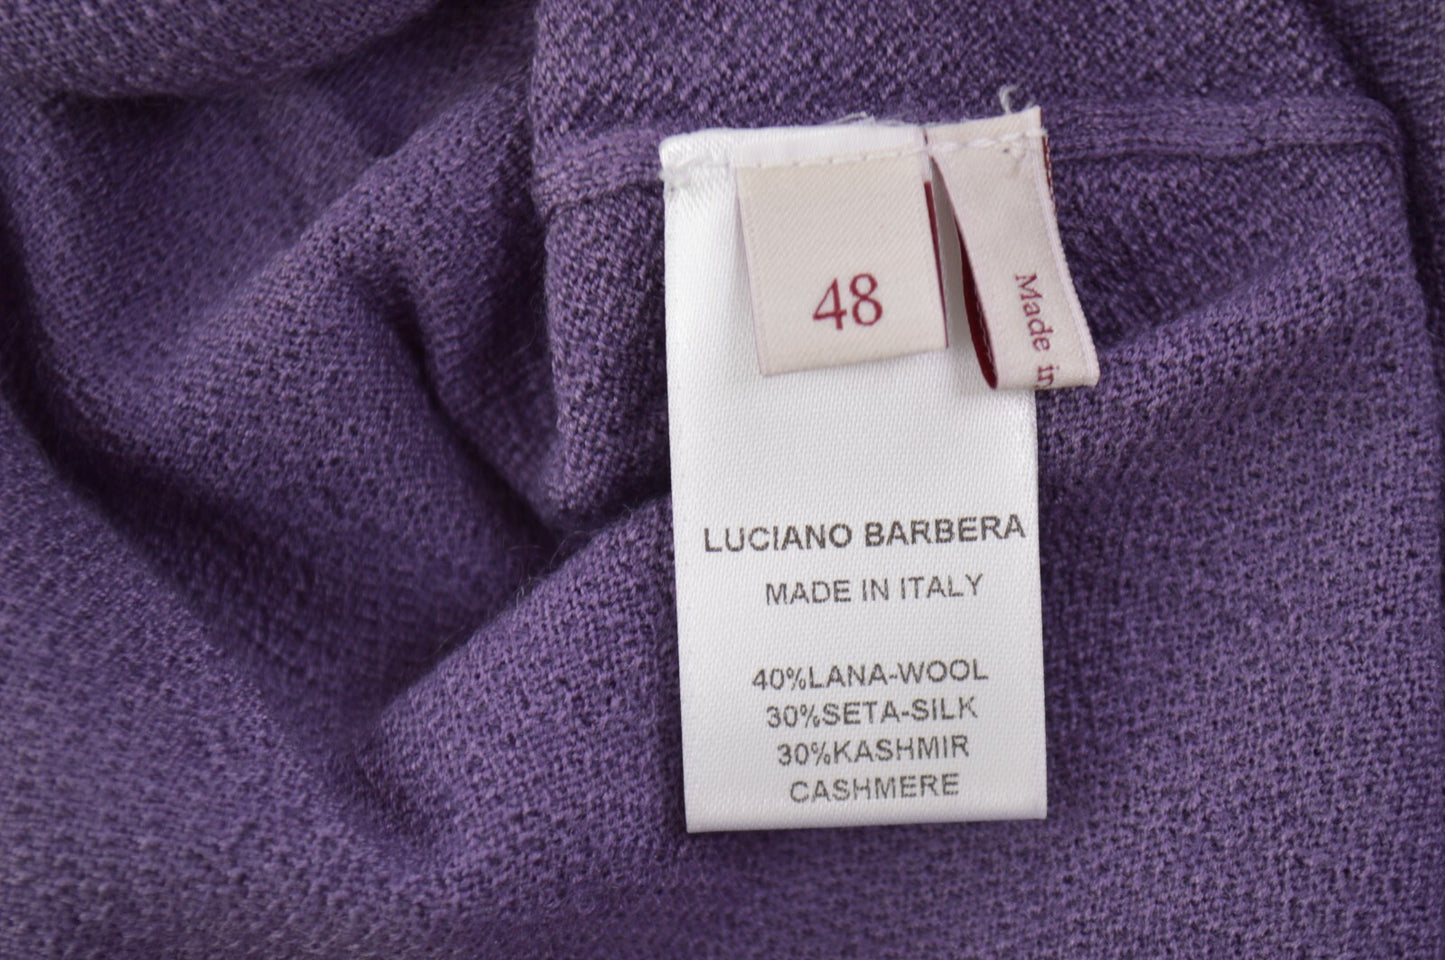 48
Made in
LUCIANO BARBERA
MADE IN ITALY
40%LANA-WOOL
30%SETA-SILK
30%KASHMIR
CASHMERE